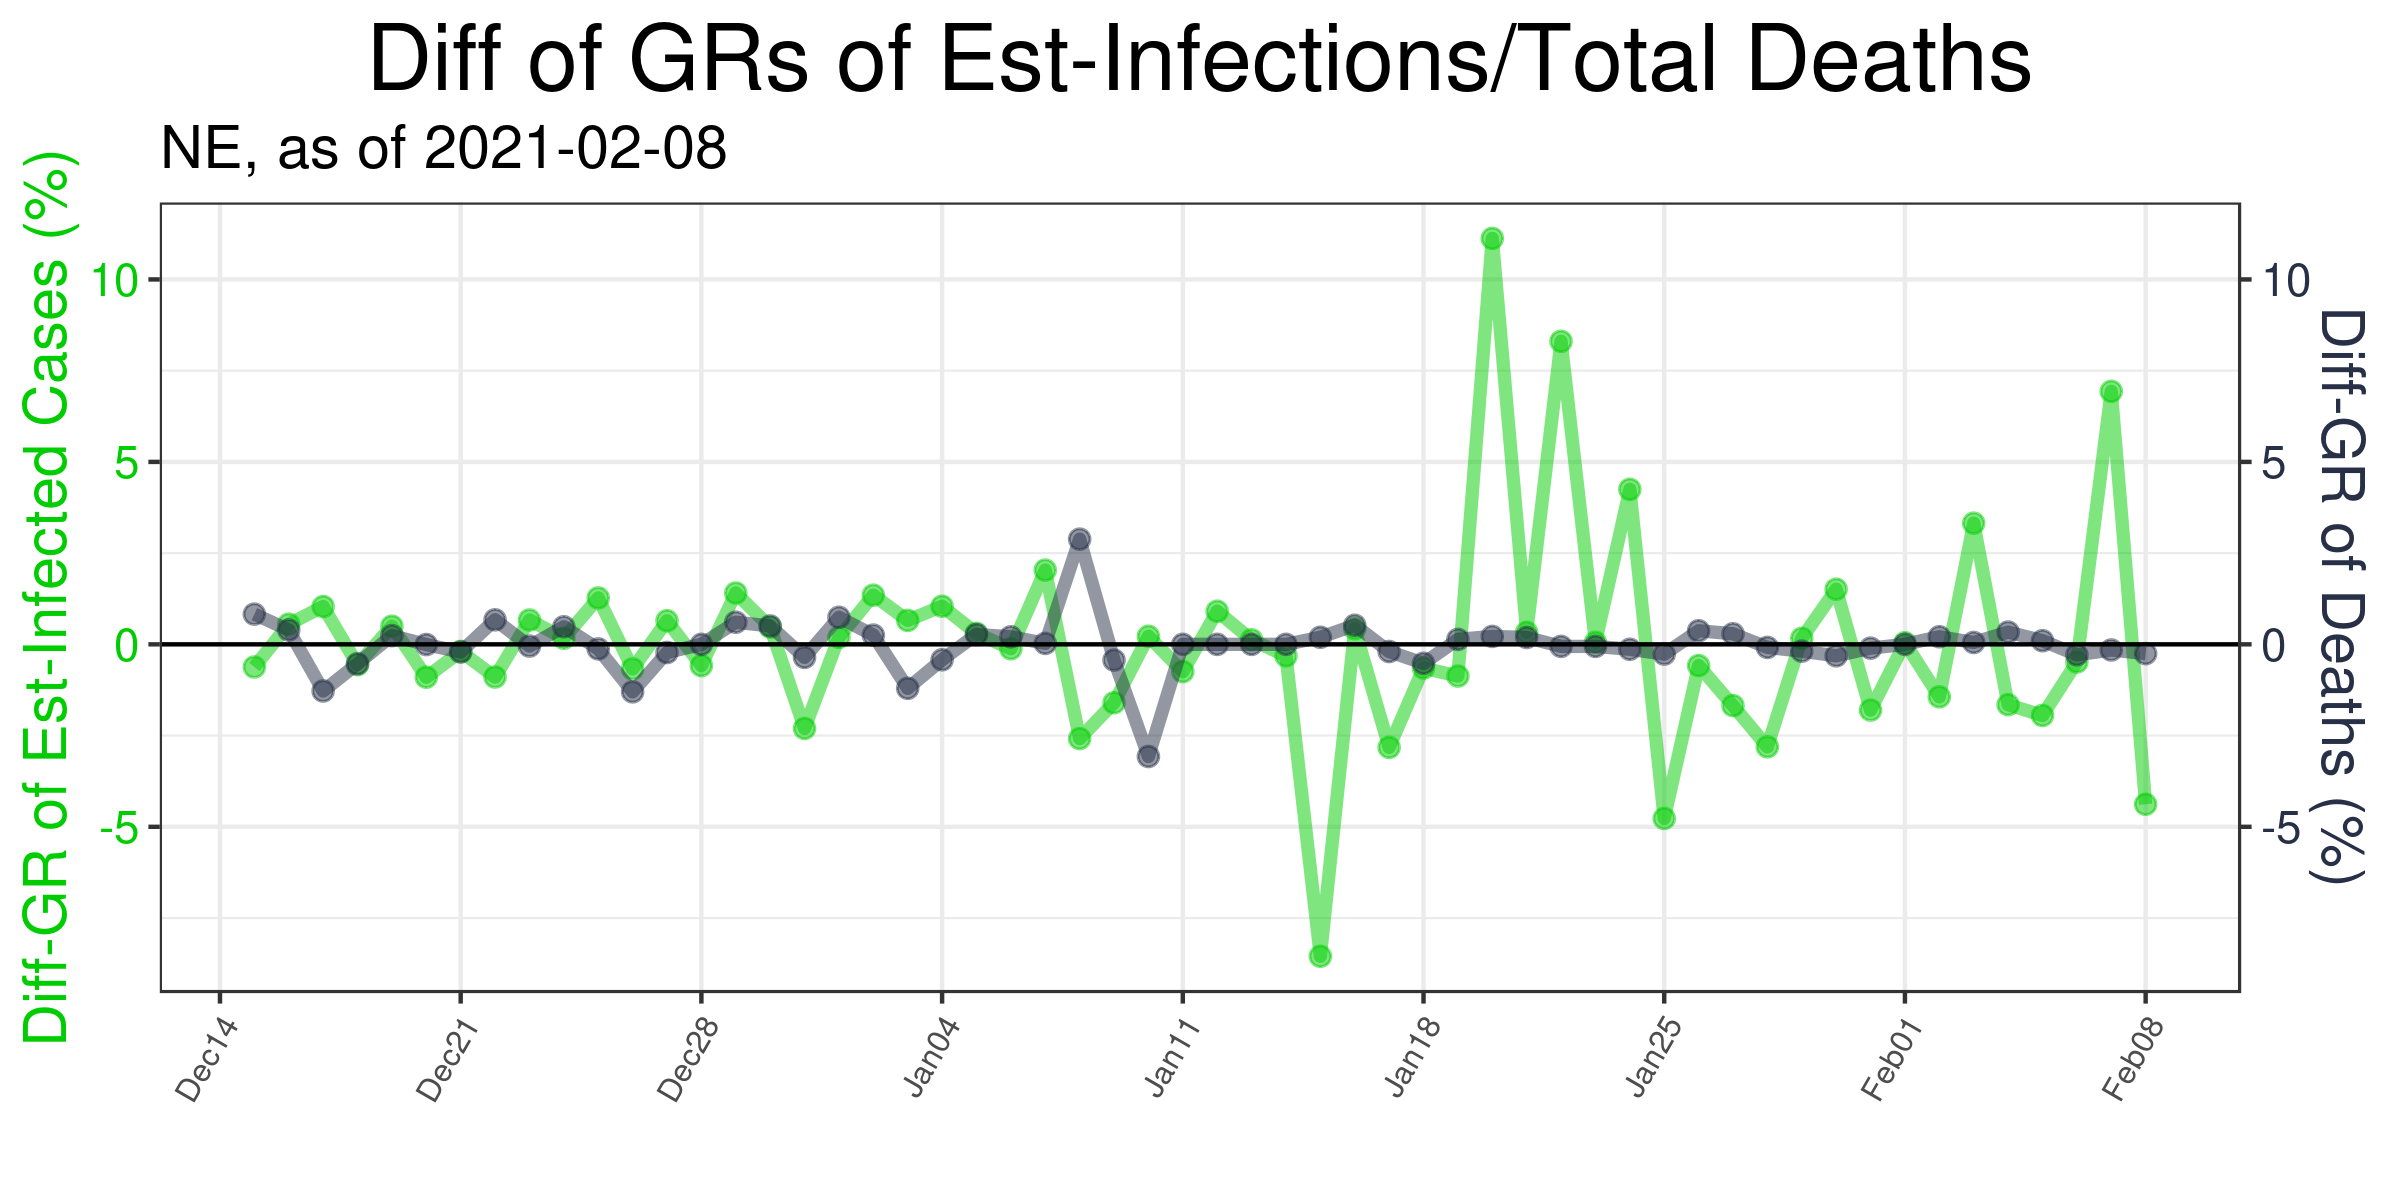 Diff of GRs of Est-Infections/Total Deaths
NE, as of 2021-02-08
Diff-GR of Est-Infected Cases (%)
10
5
0
-5
10
5
0
-5
Diff-GR of Deaths (%)
Dec14
Dec21
Dec28
Jan04
Jan11
Jan18
Jan25
Feb01
Feb08